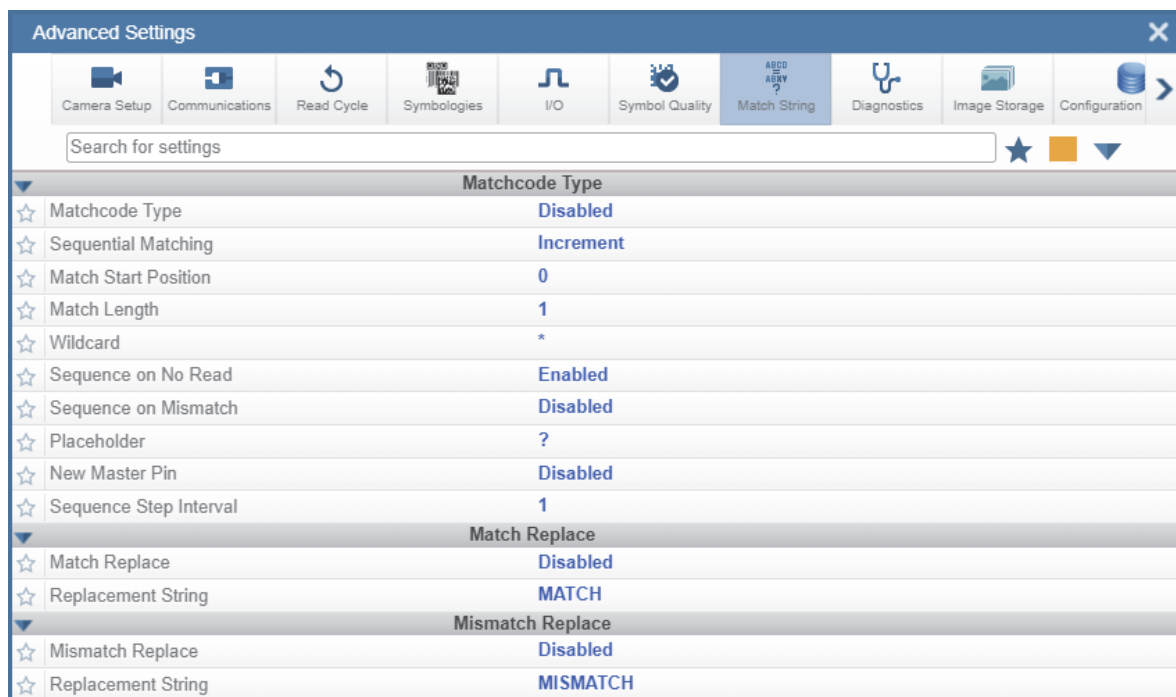 Advanced Settings
ABCD
=
ABXY
?
Camera Setup Communications Read Cycle Symbologies I/O Symbol Quality Match String Diagnostics Image Storage Configuration
Search for settings
Matchcode Type
Matchcode Type Disabled
Sequential Matching Increment
Match Start Position 0
Match Length 1
Wildcard *
Sequence on No Read Enabled
Sequence on Mismatch Disabled
Placeholder ?
New Master Pin Disabled
Sequence Step Interval 1
Match Replace
Match Replace Disabled
Replacement String MATCH
Mismatch Replace
Mismatch Replace Disabled
Replacement String MISMATCH